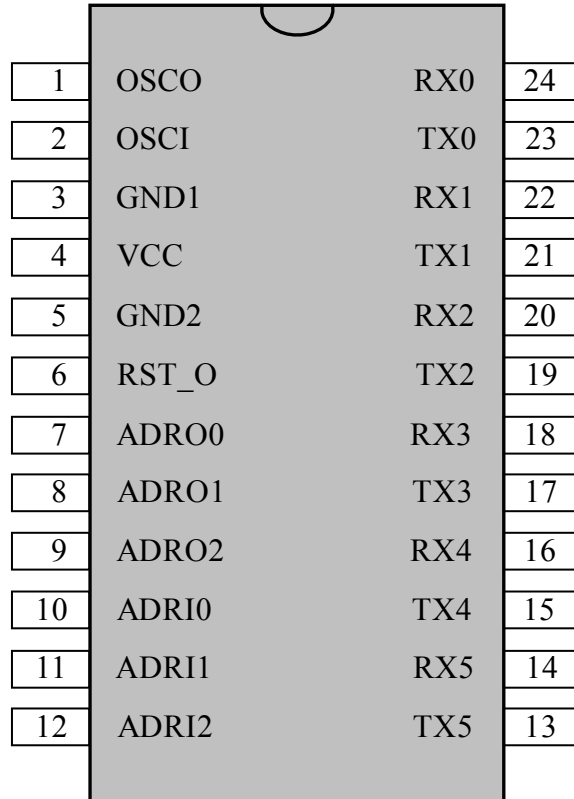 1 OSCO RX0 24
2 OSCI TX0 23
3 GND1 RX1 22
4 VCC TX1 21
5 GND2 RX2 20
6 RST_O TX2 19
7 ADRO0 RX3 18
8 ADRO1 TX3 17
9 ADRO2 RX4 16
10 ADRI0 TX4 15
11 ADRI1 RX5 14
12 ADRI2 TX5 13